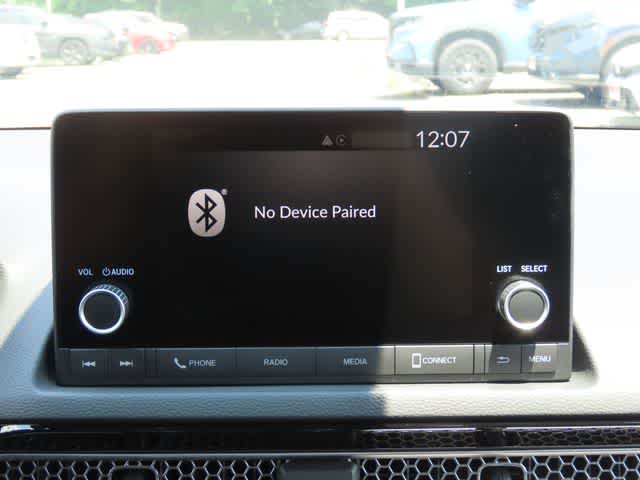 12:07
® No Device Paired
VOL AUDIO
LIST SELECT
PHONE RADIO MEDIA CONNECT MENU